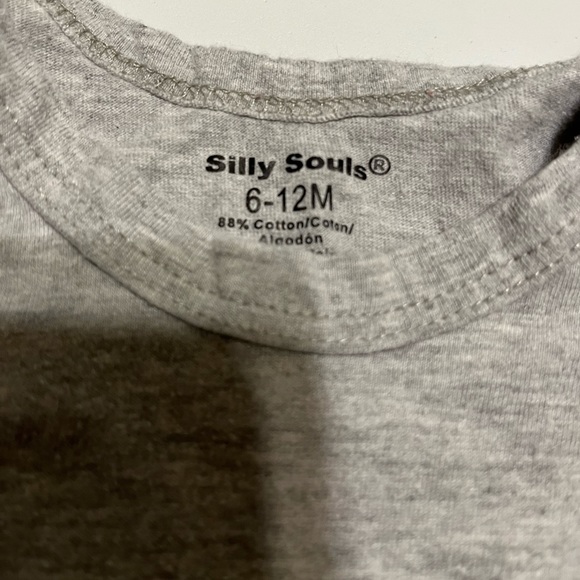 Silly Souls®
6-12M
88% Cotton/Coton/
Algodón